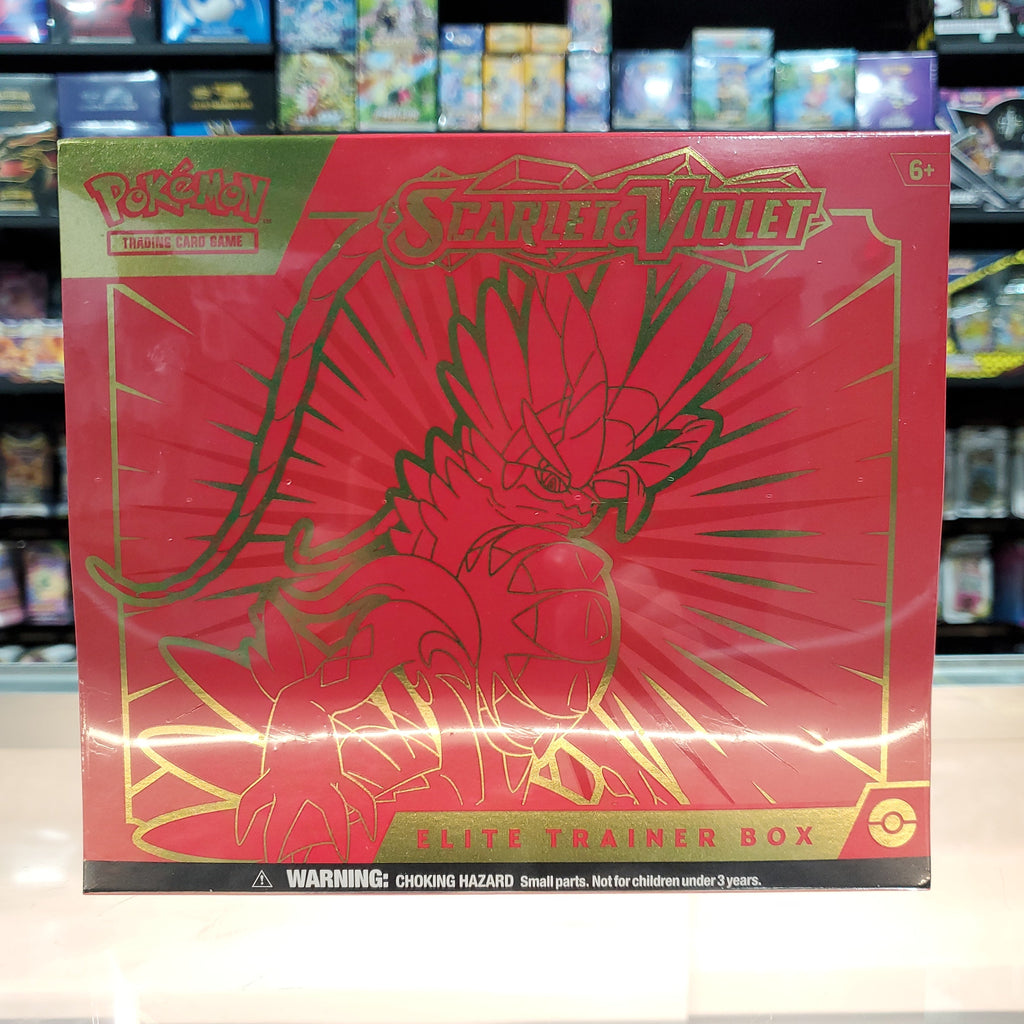 POKéMON
TRADING CARD GAME
SCARLET & VIOLET
6+
ELITE TRAINER BOX
WARNING: CHOKING HAZARD Small parts. Not for children under 3 years.